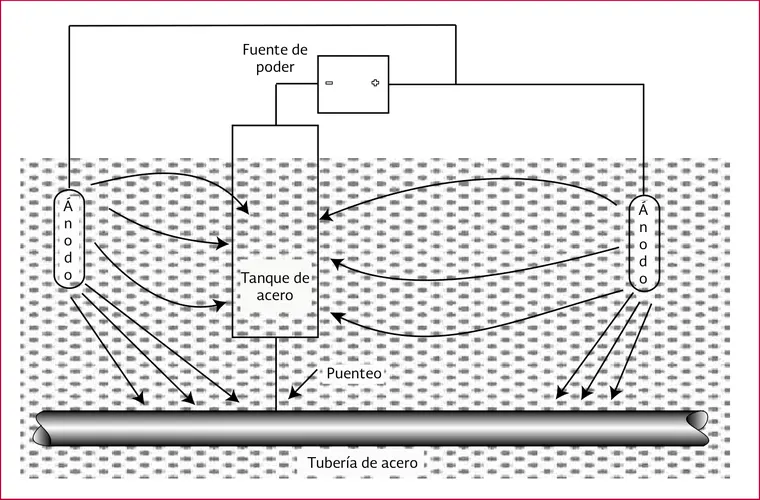 Fuente de
poder
- +
Á
n
o
d
o
Á
n
o
d
o
Tanque de
acero
Puenteo
Tubería de acero